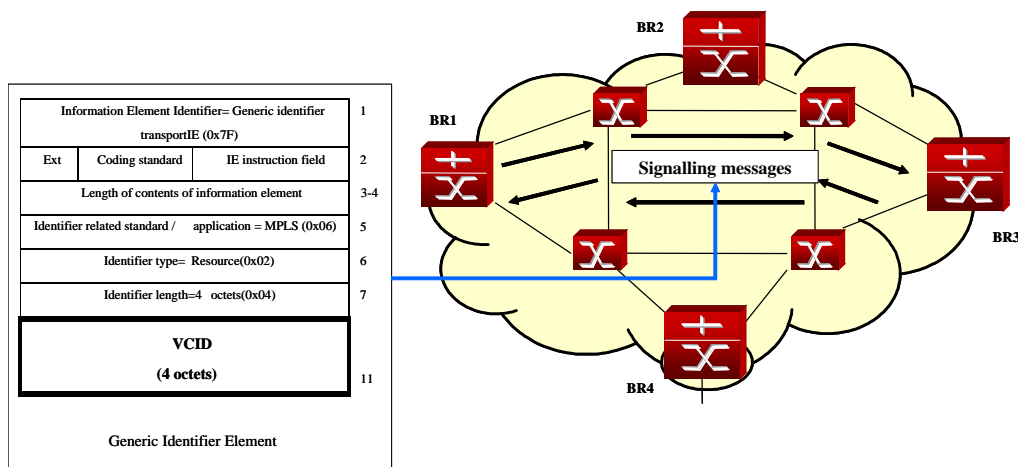 Information Element Identifier= Generic identifier
transportIE (0x7F)
1
Ext
Coding standard
IE instruction field
2
Length of contents of information element
3-4
Identifier related standard / application = MPLS (0x06)
5
Identifier type= Resource(0x02)
6
Identifier length=4 octets(0x04)
7
VCID
(4 octets)
11
Generic Identifier Element
BR2
BR1
Signalling messages
BR3
BR4